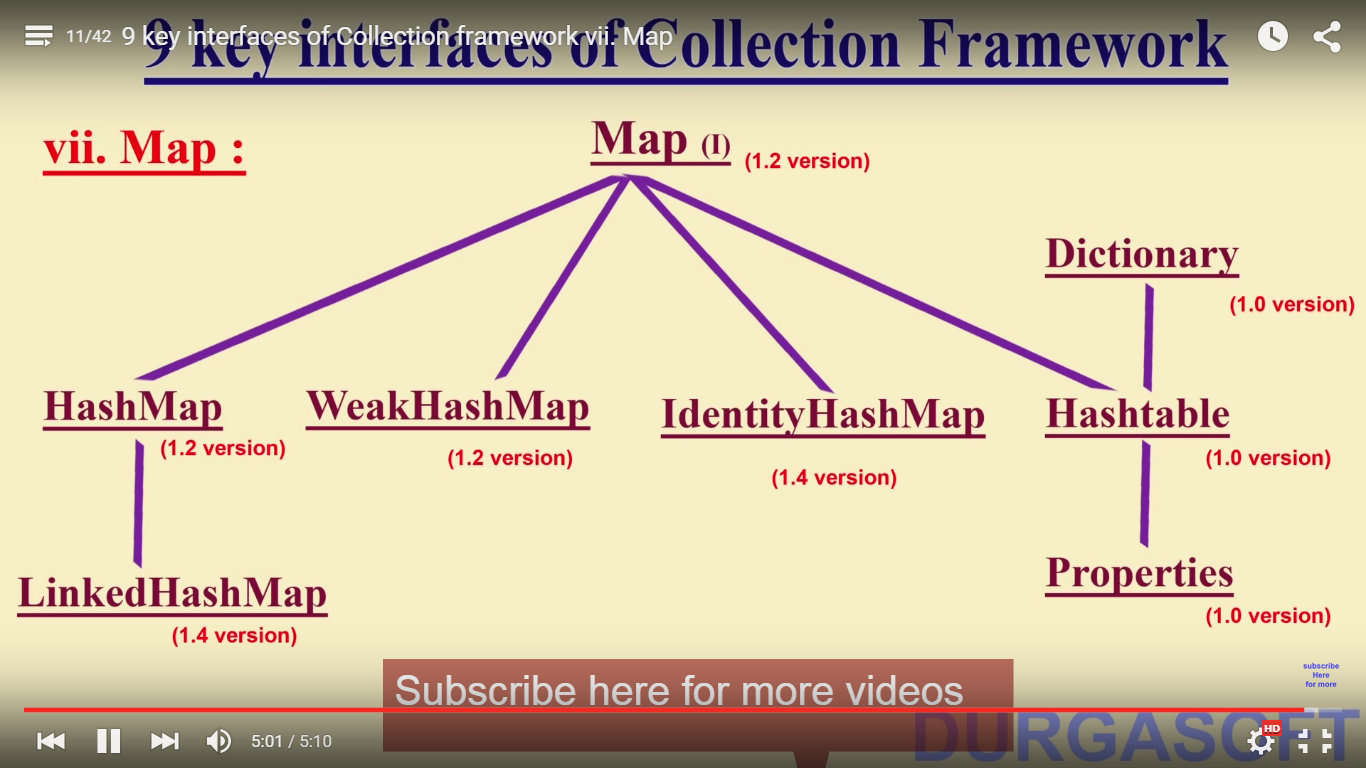 9 key interfaces of Collection Framework
11/42 9 key interfaces of Collection framework vii. Map
vii. Map :
Map (I)
(1.2 version)
Dictionary
(1.0 version)
HashMap
(1.2 version)
WeakHashMap
(1.2 version)
IdentityHashMap
(1.4 version)
Hashtable
(1.0 version)
LinkedHashMap
(1.4 version)
Properties
(1.0 version)
Subscribe here for more videos
subscribe
Here
for more
DURGASOFT
5:01 / 5:10
HD